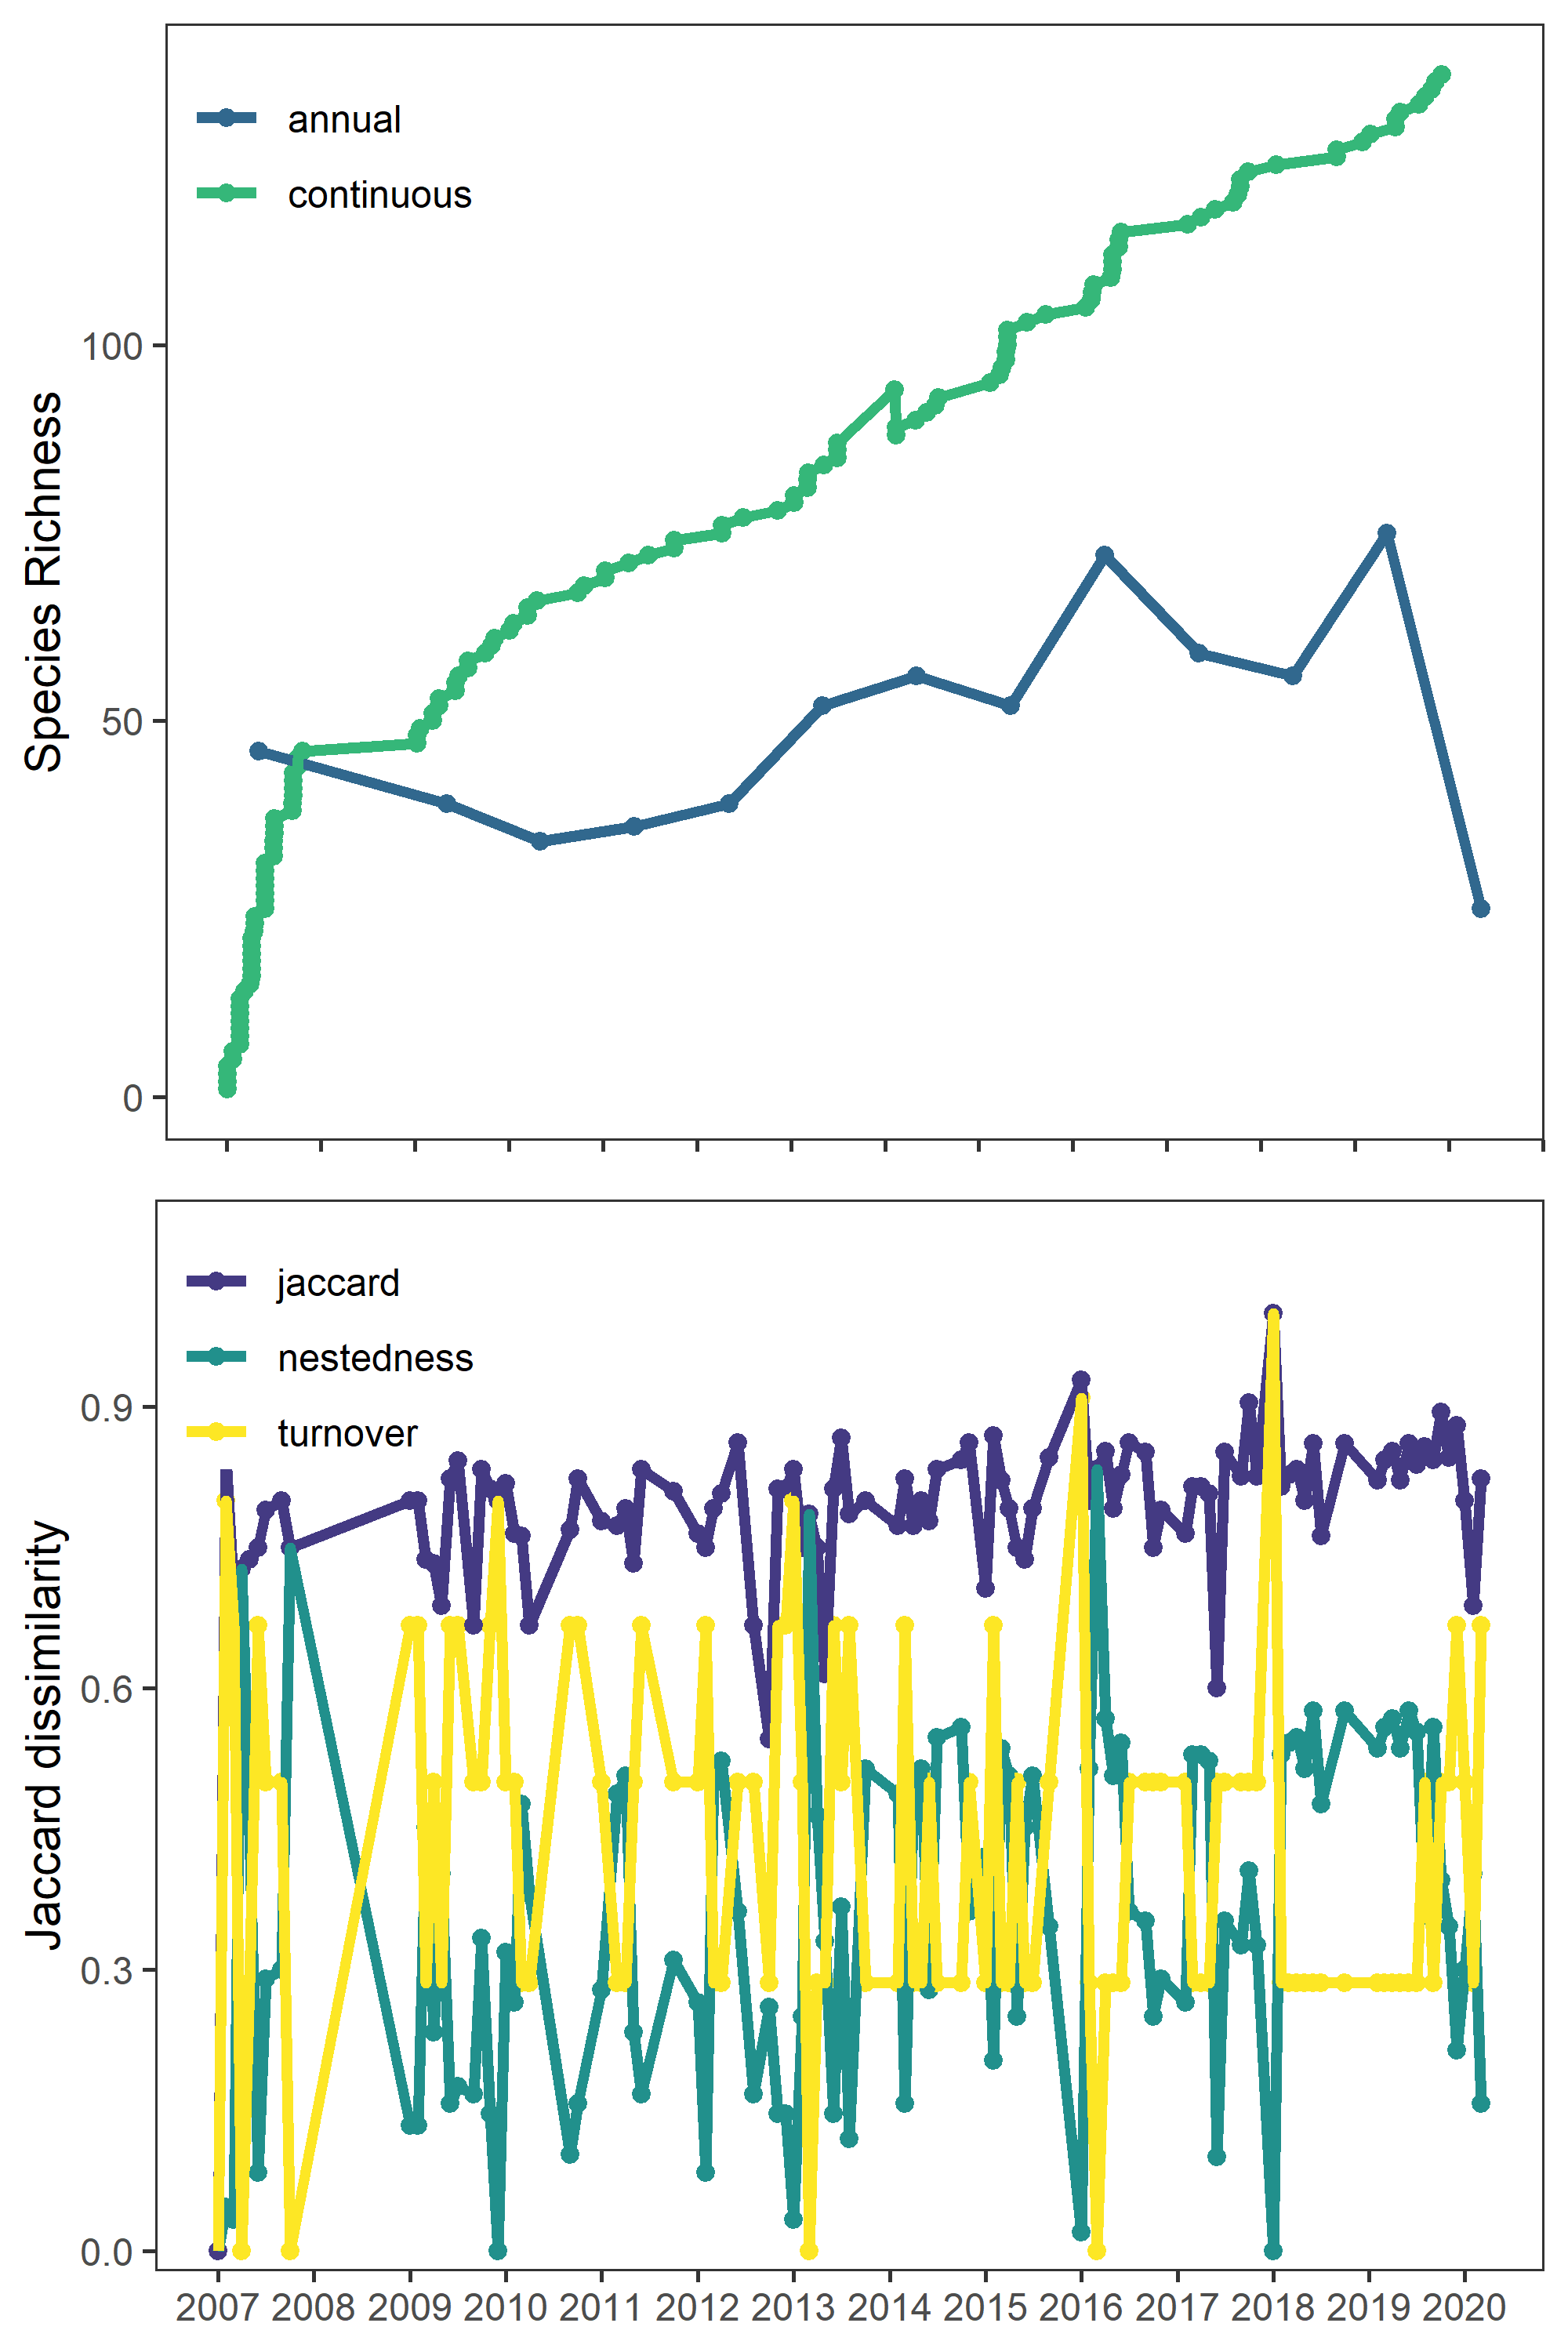 annual
continuous
Species Richness
100
50
0
jaccard
nestedness
turnover
Jaccard dissimilarity
0.9
0.6
0.3
0.0
2007 2008 2009 2010 2011 2012 2013 2014 2015 2016 2017 2018 2019 2020